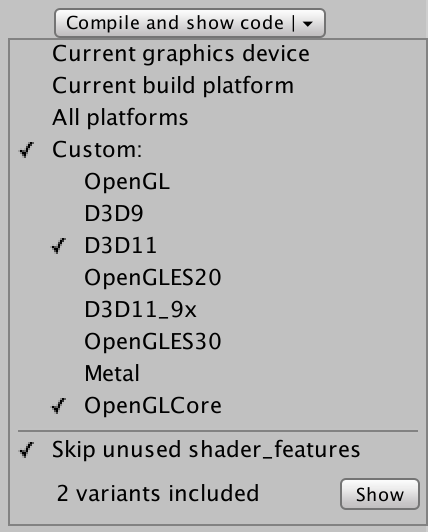 Compile and show code |
Current graphics device
Current build platform
All platforms
Custom:
OpenGL
D3D9
D3D11
OpenGLES20
D3D11_9x
OpenGLES30
Metal
OpenGLCore
Skip unused shader_features
2 variants included Show